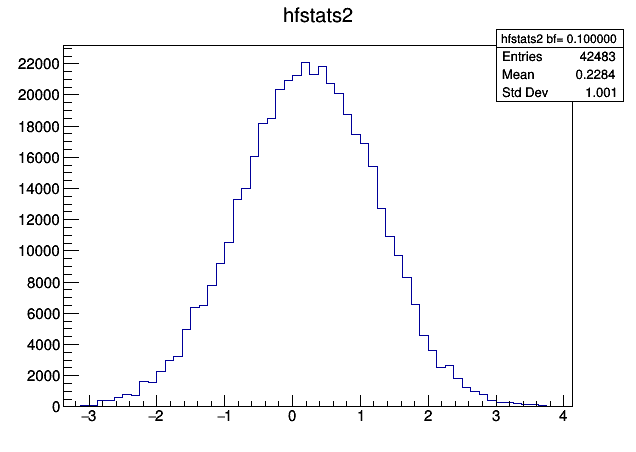 hfstats2
hfstats2 bf= 0.100000
Entries 42483
Mean 0.2284
Std Dev 1.001
22000
20000
18000
16000
14000
12000
10000
8000
6000
4000
2000
0
−3 −2 −1 0 1 2 3 4